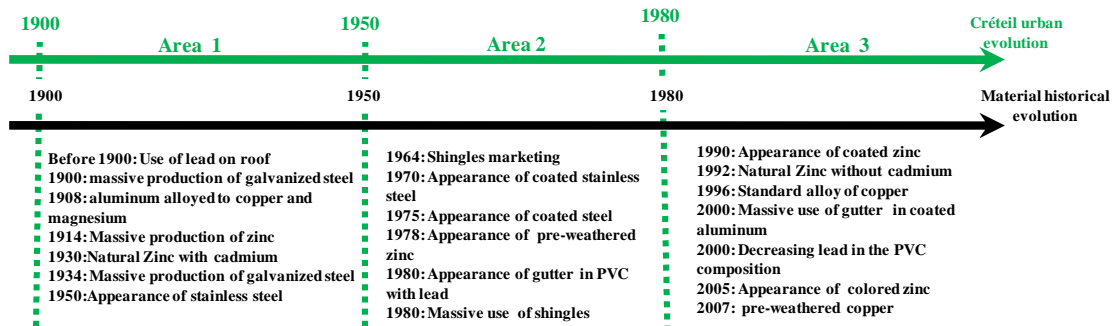 1900
1950
1980
Créteil urban
evolution
Area 1
Area 2
Area 3
1900
1950
1980
Material historical
evolution
Before 1900: Use of lead on roof
1900: massive production of galvanized steel
1908: aluminum alloyed to copper and
magnesium
1914: Massive production of zinc
1930: Natural Zinc with cadmium
1934: Massive production of galvanized steel
1950: Appearance of stainless steel
1964: Shingles marketing
1970: Appearance of coated stainless
steel
1975: Appearance of coated steel
1978: Appearance of pre-weathered
zinc
1980: Appearance of gutter in PVC
with lead
1980: Massive use of shingles
1990: Appearance of coated zinc
1992: Natural Zinc without cadmium
1996: Standard alloy of copper
2000: Massive use of gutter in coated
aluminum
2000: Decreasing lead in the PVC
composition
2005: Appearance of colored zinc
2007: pre-weathered copper